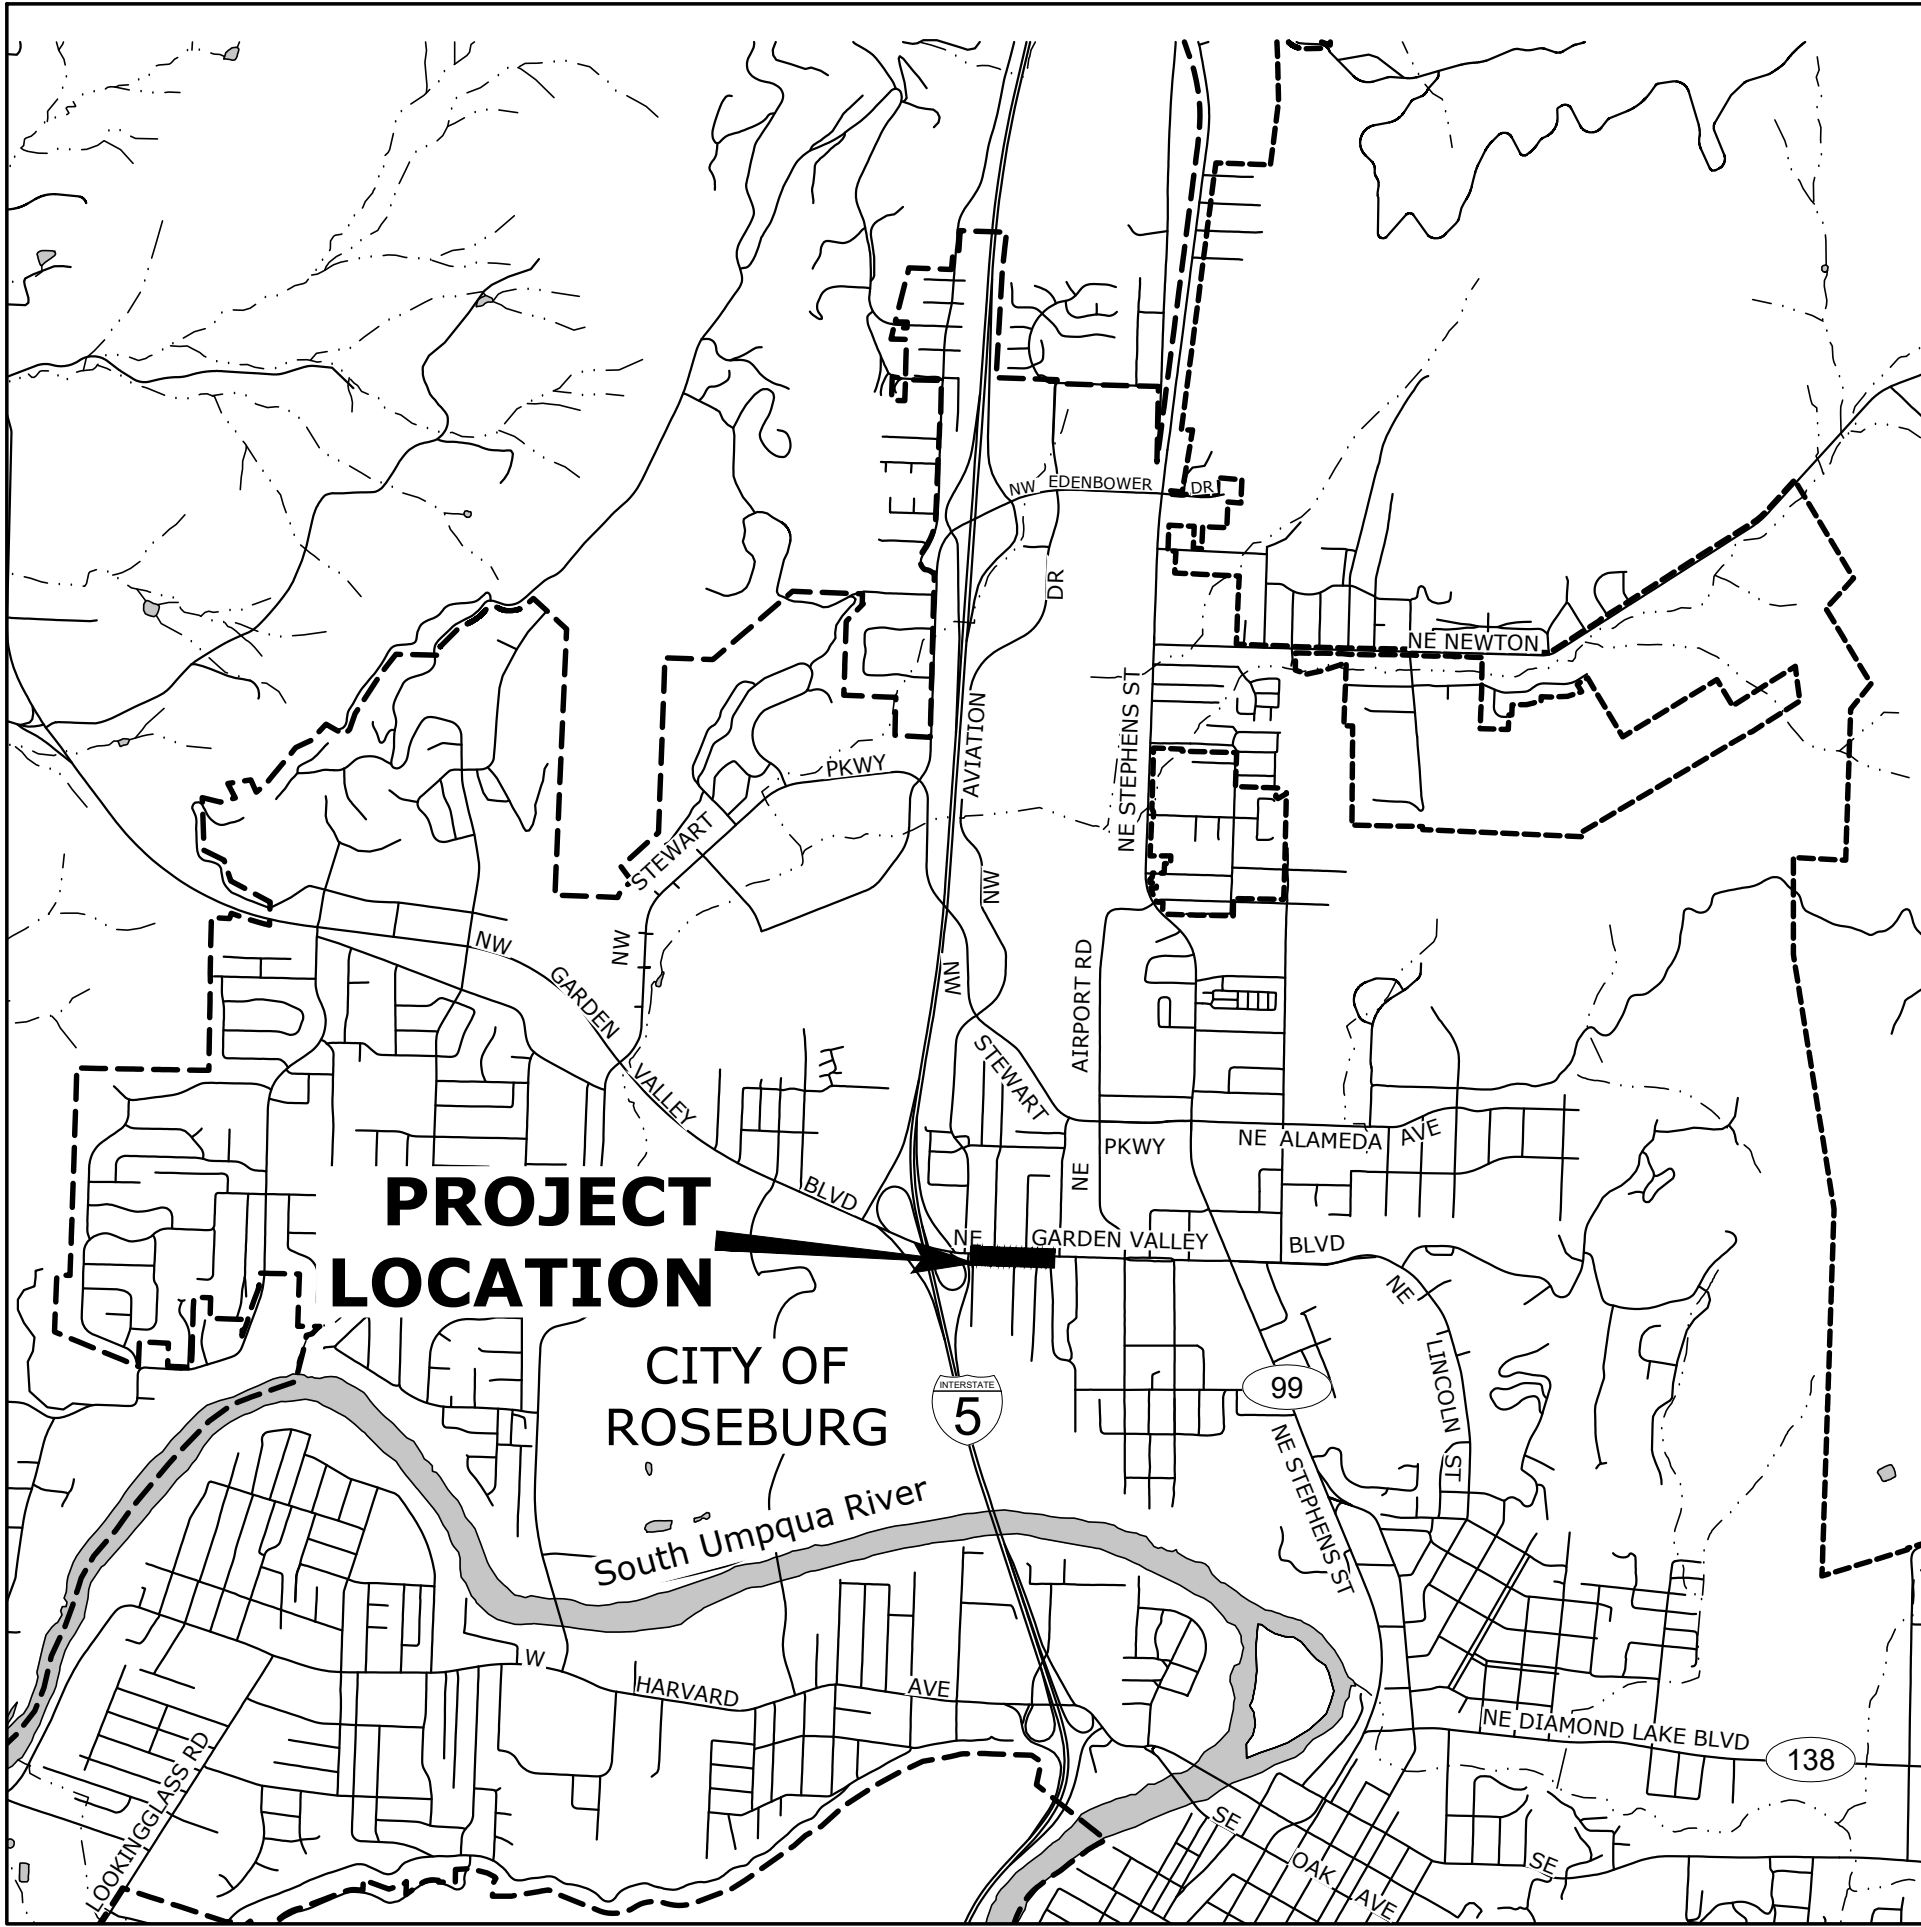 NW EDENBOWER DR
DR
NE NEWTON
AVIATION
NE STEPHENS ST
PKWY
STEWART
NW
NW
NW
GARDEN
VALLEY
BLVD
NW
NW
STEWART
PKWY
AIRPORT RD
NE ALAMEDA AVE
NE
NE GARDEN VALLEY BLVD
PROJECT
LOCATION
CITY OF
ROSEBURG
INTERSTATE
5
99
NE
LINCOLN ST
NE STEPHENS ST
South Umpqua River
W HARVARD AVE
NE DIAMOND LAKE BLVD
138
LOOKINGGLASS RD
SE OAK AVE
SE